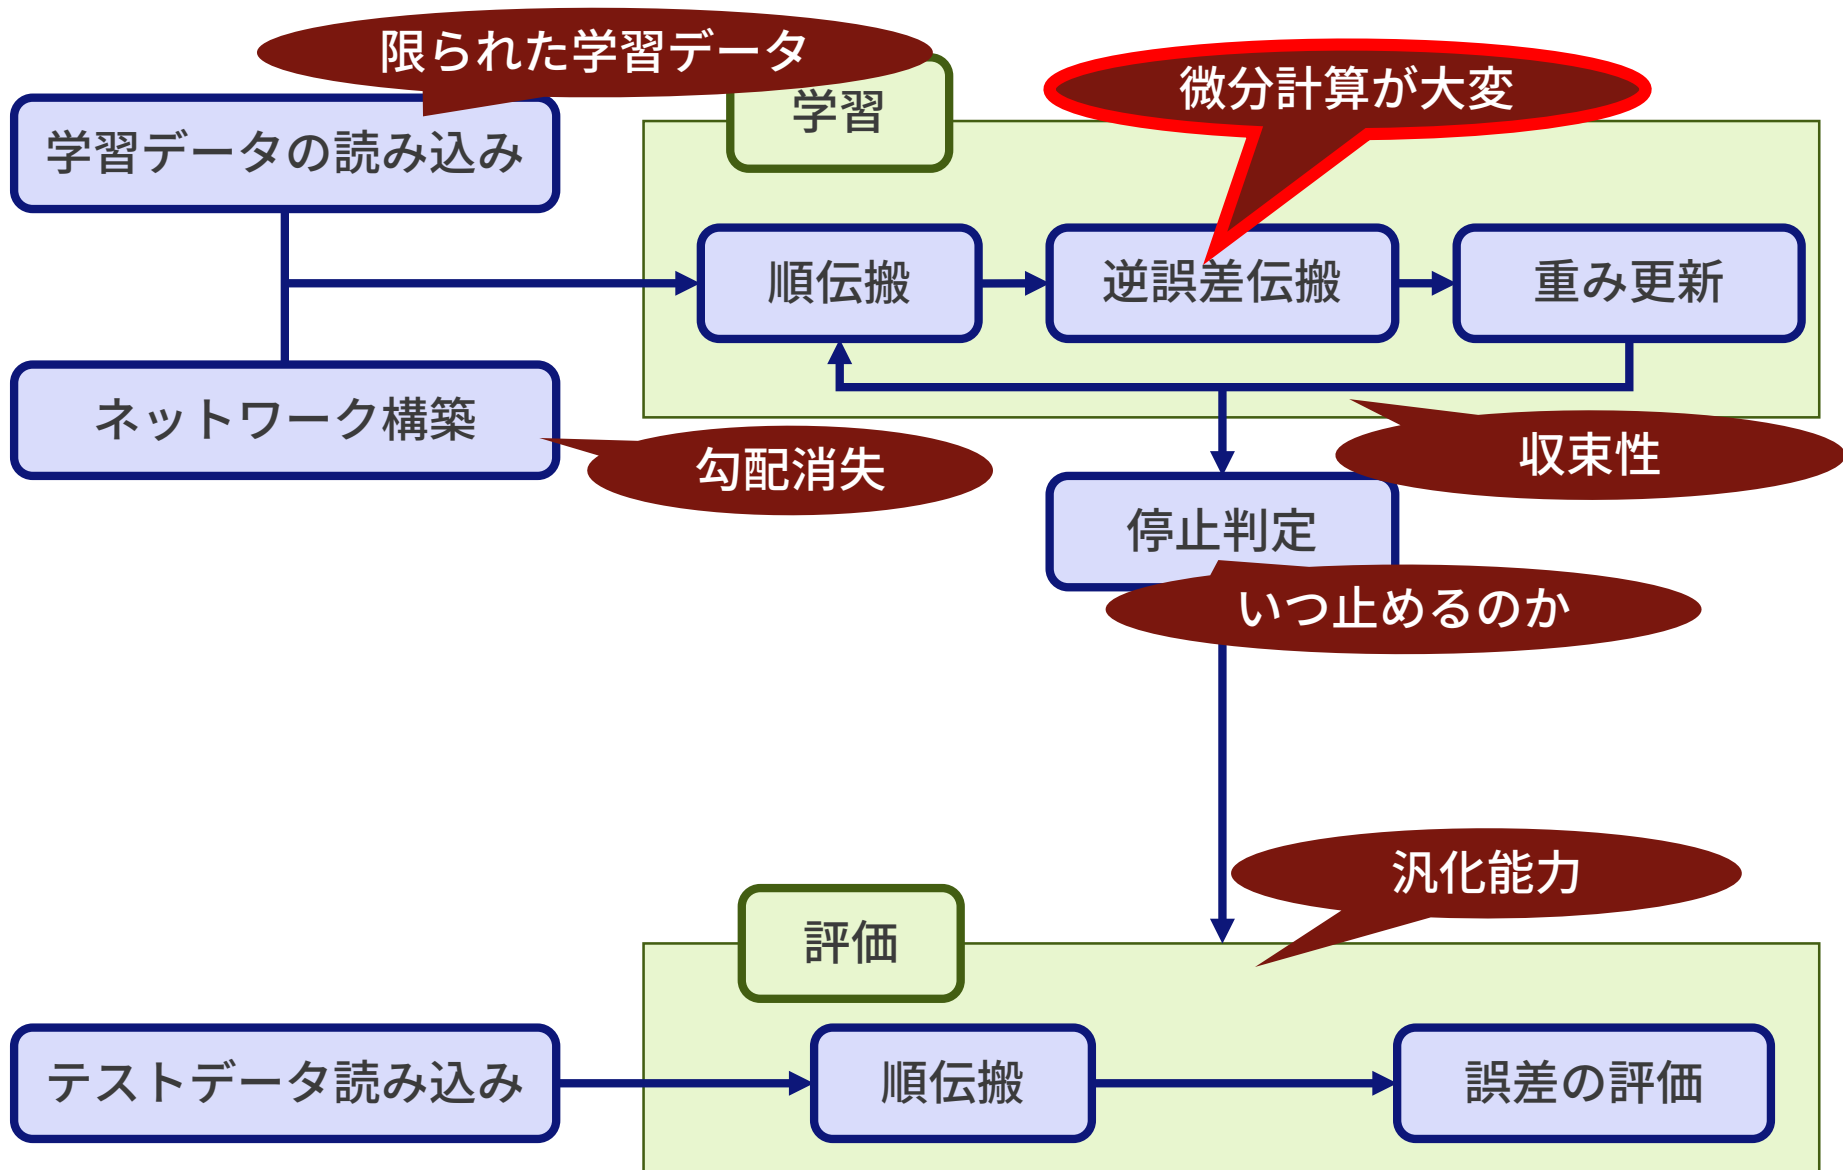 限られた学習データ
学習
微分計算が大変
学習データの読み込み
順伝搬
逆誤差伝搬
重み更新
ネットワーク構築
勾配消失
収束性
停止判定
いつ止めるのか
汎化能力
評価
テストデータ読み込み
順伝搬
誤差の評価